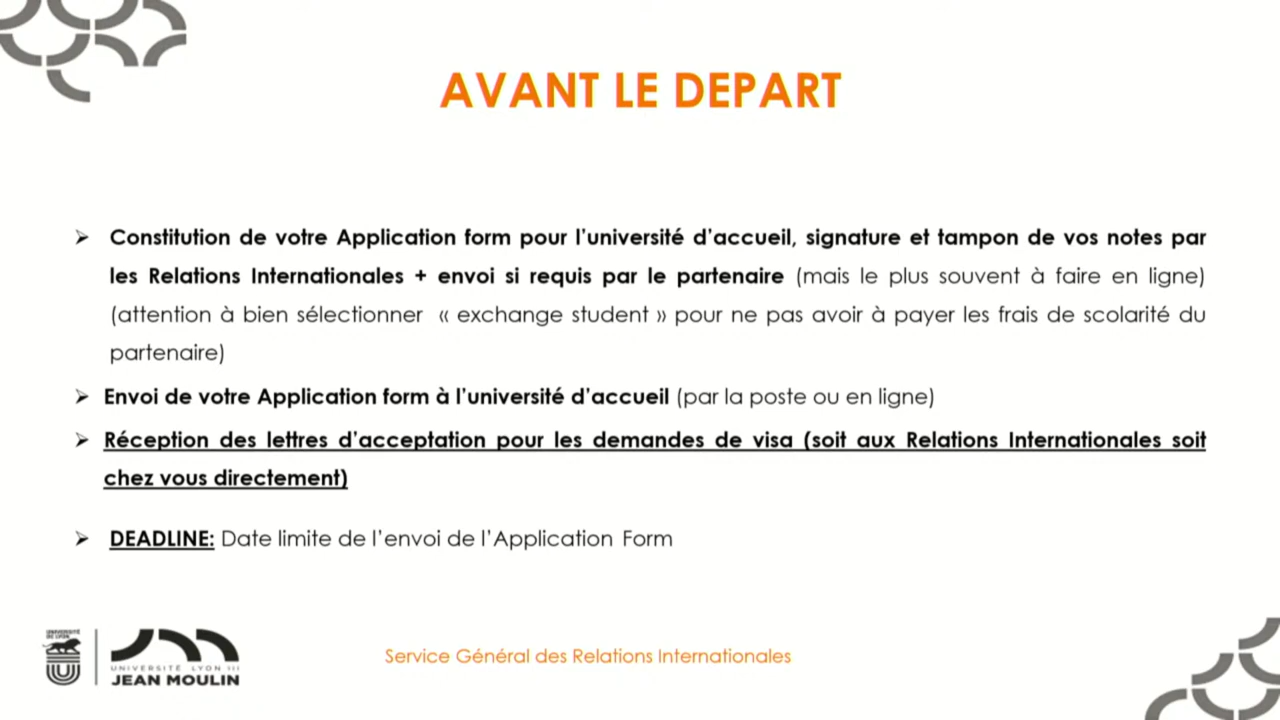 AVANT LE DEPART
➢ Constitution de votre Application form pour l’université d’accueil, signature et tampon de vos notes par
les Relations Internationales + envoi si requis par le partenaire (mais le plus souvent à faire en ligne)
(attention à bien sélectionner « exchange student » pour ne pas avoir à payer les frais de scolarité du
partenaire)
➢ Envoi de votre Application form à l’université d’accueil (par la poste ou en ligne)
➢ Réception des lettres d’acceptation pour les demandes de visa (soit aux Relations Internationales soit
chez vous directement)
➢ DEADLINE: Date limite de l’envoi de l’Application Form
UNIVERSITÉ
DE LYON
UNIVERSITÉ LYON III
JEAN MOULIN
Service Général des Relations Internationales